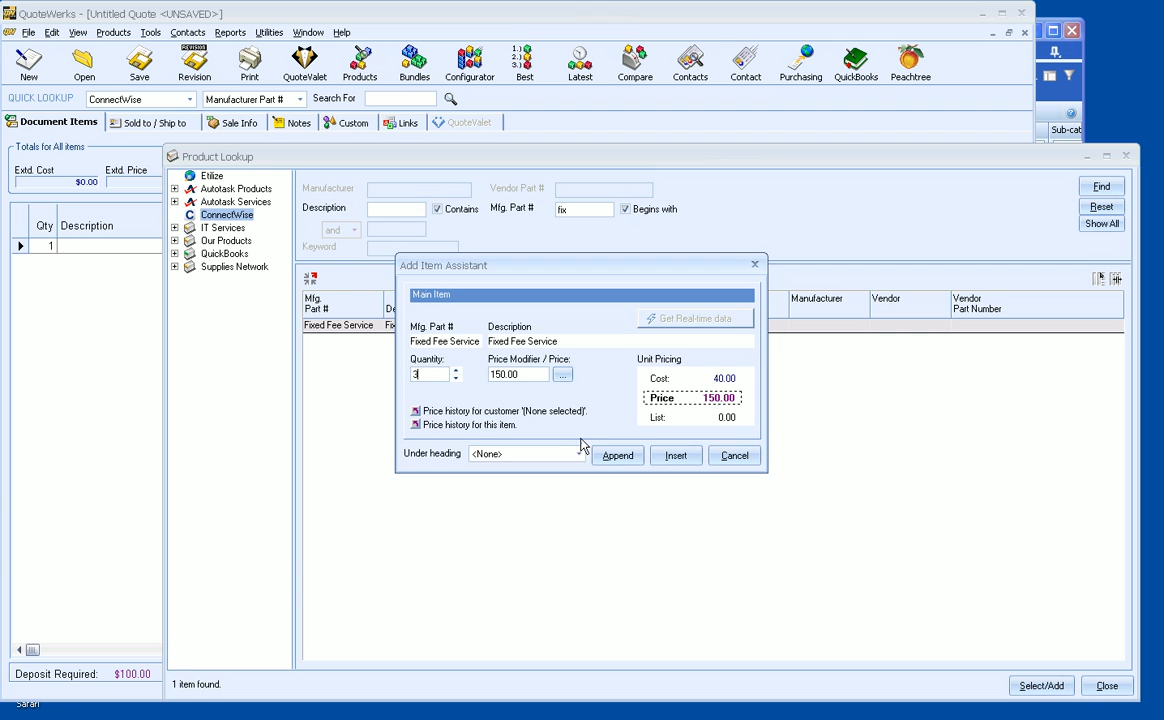 QuoteWerks - [Untitled Quote <UNSAVED>]
File Edit View Products Tools Contacts Reports Utilities Window Help
REVISION
New Open Save Revision Print QuoteValet Products Bundles Configurator Best Latest Compare Contacts Contact Purchasing QuickBooks Peachtree
QUICK LOOKUP ConnectWise Manufacturer Part # Search For
Document Items Sold to / Ship to Sale Info Notes Custom Links QuoteValet
Sub-cat
Totals for All items
Extd. Cost Extd. Price
$0.00
Qty Description
1
Deposit Required: $100.00
Safari
Product Lookup
Etilize
Autotask Products
Autotask Services
ConnectWise
IT Services
Our Products
QuickBooks
Supplies Network
Manufacturer Vendor Part #
Description Contains Mfg. Part # fix Begins with
and
Keyword
Find
Reset
Show All
Mfg. Part # De Manufacturer Vendor Vendor Part Number
Fixed Fee Service Fix
Add Item Assistant
Main Item
Get Real-time data
Mfg. Part # Description
Fixed Fee Service Fixed Fee Service
Quantity: Price Modifier / Price: Unit Pricing
3 150.00 ... Cost: 40.00
Price 150.00
List: 0.00
Price history for customer '(None selected)'.
Price history for this item.
Under heading <None> Append Insert Cancel
1 item found.
Select/Add Close